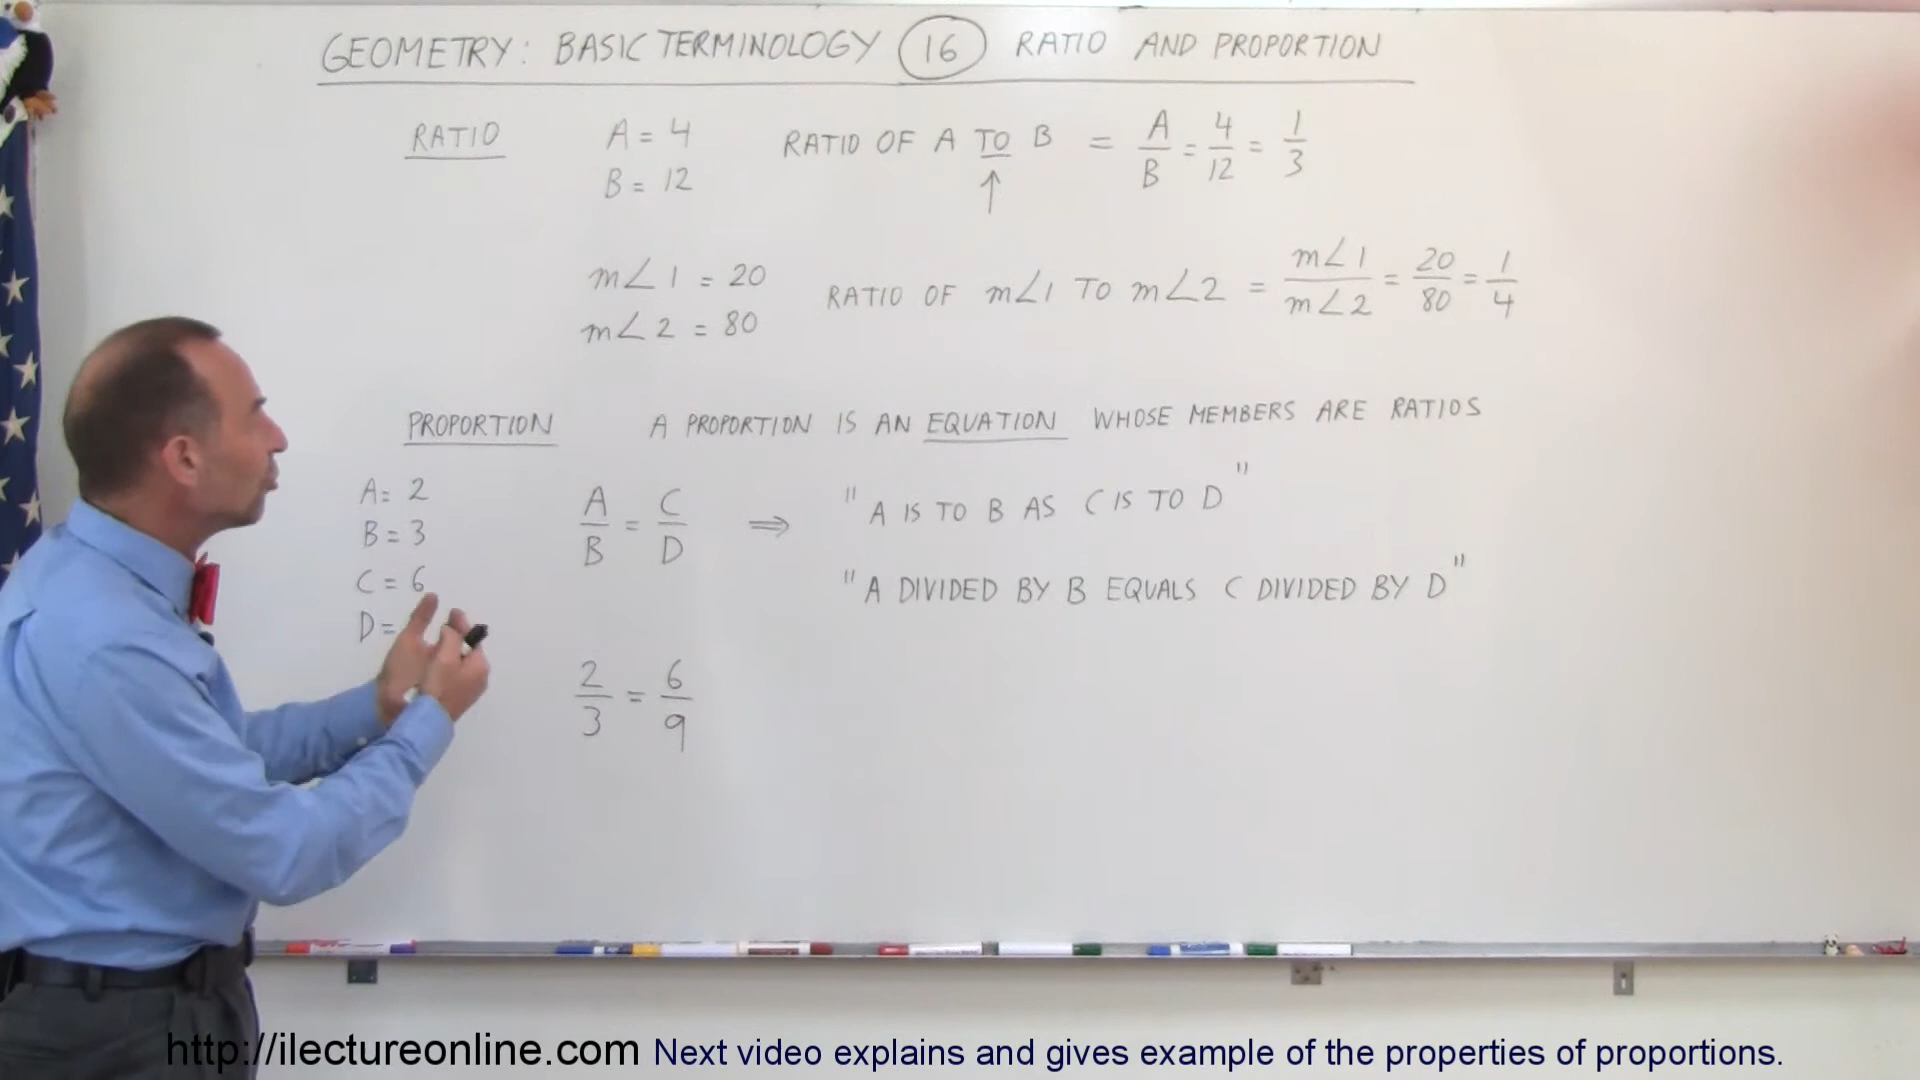 GEOMETRY: BASIC TERMINOLOGY 16 RATIO AND PROPORTION
RATIO A = 4 RATIO OF A TO B = A/B = 4/12 = 1/3
B = 12 ↑
m∠1 = 20 RATIO OF m∠1 TO m∠2 = m∠1/m∠2 = 20/80 = 1/4
m∠2 = 80
PROPORTION A PROPORTION IS AN EQUATION WHOSE MEMBERS ARE RATIOS
A = 2 A/B = C/D ⇒ "A IS TO B AS C IS TO D"
B = 3
C = 6 "A DIVIDED BY B EQUALS C DIVIDED BY D"
D =
2/3 = 6/9
http://ilectureonline.com Next video explains and gives example of the properties of proportions.